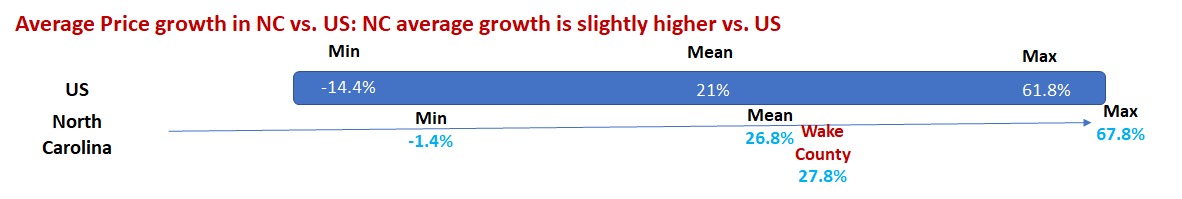 Average Price growth in NC vs. US: NC average growth is slightly higher vs. US
Min Mean Max
US -14.4% 21% 61.8%
North Carolina Min Mean Max
-1.4% 26.8% 67.8%
Wake
County
27.8%